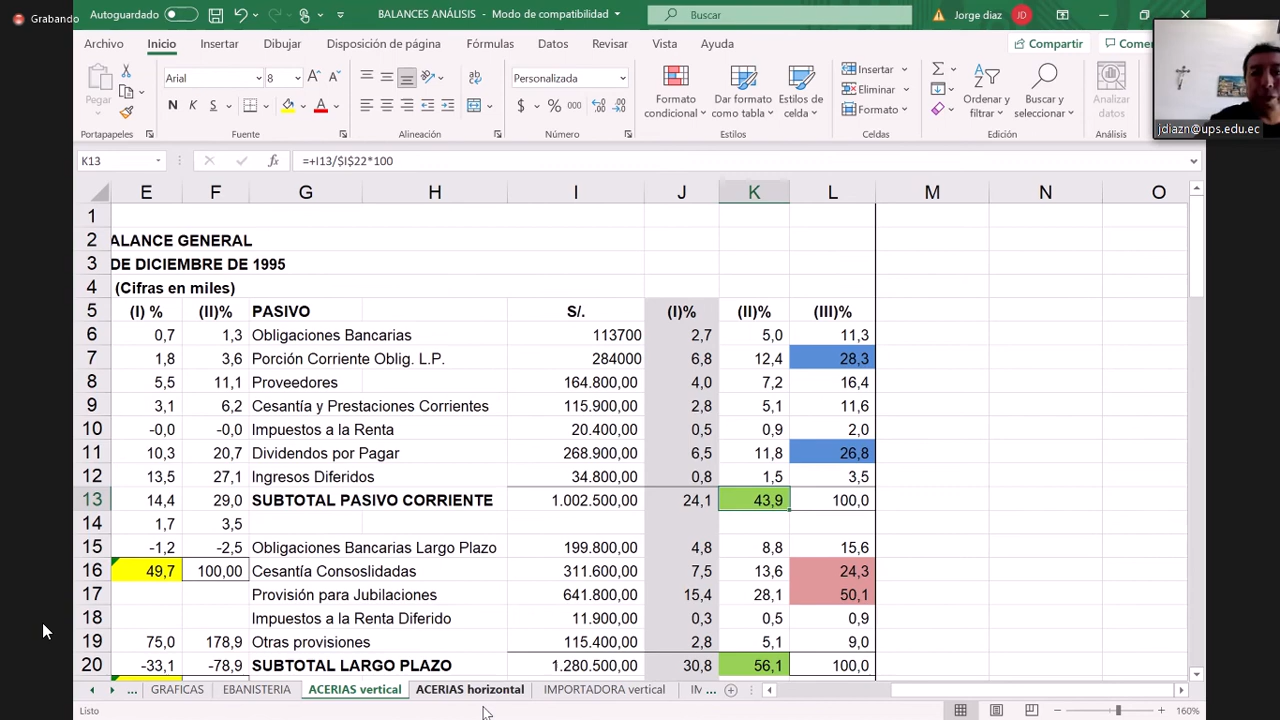 Grabando
Autoguardado
BALANCES ANÁLISIS - Modo de compatibilidad
Buscar
Jorge diaz
JD
Archivo Inicio Insertar Dibujar Disposición de página Fórmulas Datos Revisar Vista Ayuda
Compartir
Comen
Pegar
Arial 8
N K S
Personalizada
$ % 000
Formato condicional
Dar formato como tabla
Estilos de celda
Insertar
Eliminar
Formato
Ordenar y filtrar
Buscar y seleccionar
Analizar datos
Portapapeles Fuente Alineación Número Estilos Celdas Edición Análisis
jdiazn@ups.edu.ec
K13 fx =+I13/$I$22*100
E F G H I J K L M N O
1
2 ALANCE GENERAL
3 DE DICIEMBRE DE 1995
4 (Cifras en miles)
5 (I) % (II)% PASIVO S/. (I)% (II)% (III)%
6 0,7 1,3 Obligaciones Bancarias 113700 2,7 5,0 11,3
7 1,8 3,6 Porción Corriente Oblig. L.P. 284000 6,8 12,4 28,3
8 5,5 11,1 Proveedores 164.800,00 4,0 7,2 16,4
9 3,1 6,2 Cesantía y Prestaciones Corrientes 115.900,00 2,8 5,1 11,6
10 -0,0 -0,0 Impuestos a la Renta 20.400,00 0,5 0,9 2,0
11 10,3 20,7 Dividendos por Pagar 268.900,00 6,5 11,8 26,8
12 13,5 27,1 Ingresos Diferidos 34.800,00 0,8 1,5 3,5
13 14,4 29,0 SUBTOTAL PASIVO CORRIENTE 1.002.500,00 24,1 43,9 100,0
14 1,7 3,5
15 -1,2 -2,5 Obligaciones Bancarias Largo Plazo 199.800,00 4,8 8,8 15,6
16 49,7 100,00 Cesantía Consoslidadas 311.600,00 7,5 13,6 24,3
17 Provisión para Jubilaciones 641.800,00 15,4 28,1 50,1
18 Impuestos a la Renta Diferido 11.900,00 0,3 0,5 0,9
19 75,0 178,9 Otras provisiones 115.400,00 2,8 5,1 9,0
20 -33,1 -78,9 SUBTOTAL LARGO PLAZO 1.280.500,00 30,8 56,1 100,0
GRAFICAS EBANISTERIA ACERIAS vertical ACERIAS horizontal IMPORTADORA vertical IM ...
Listo
160%